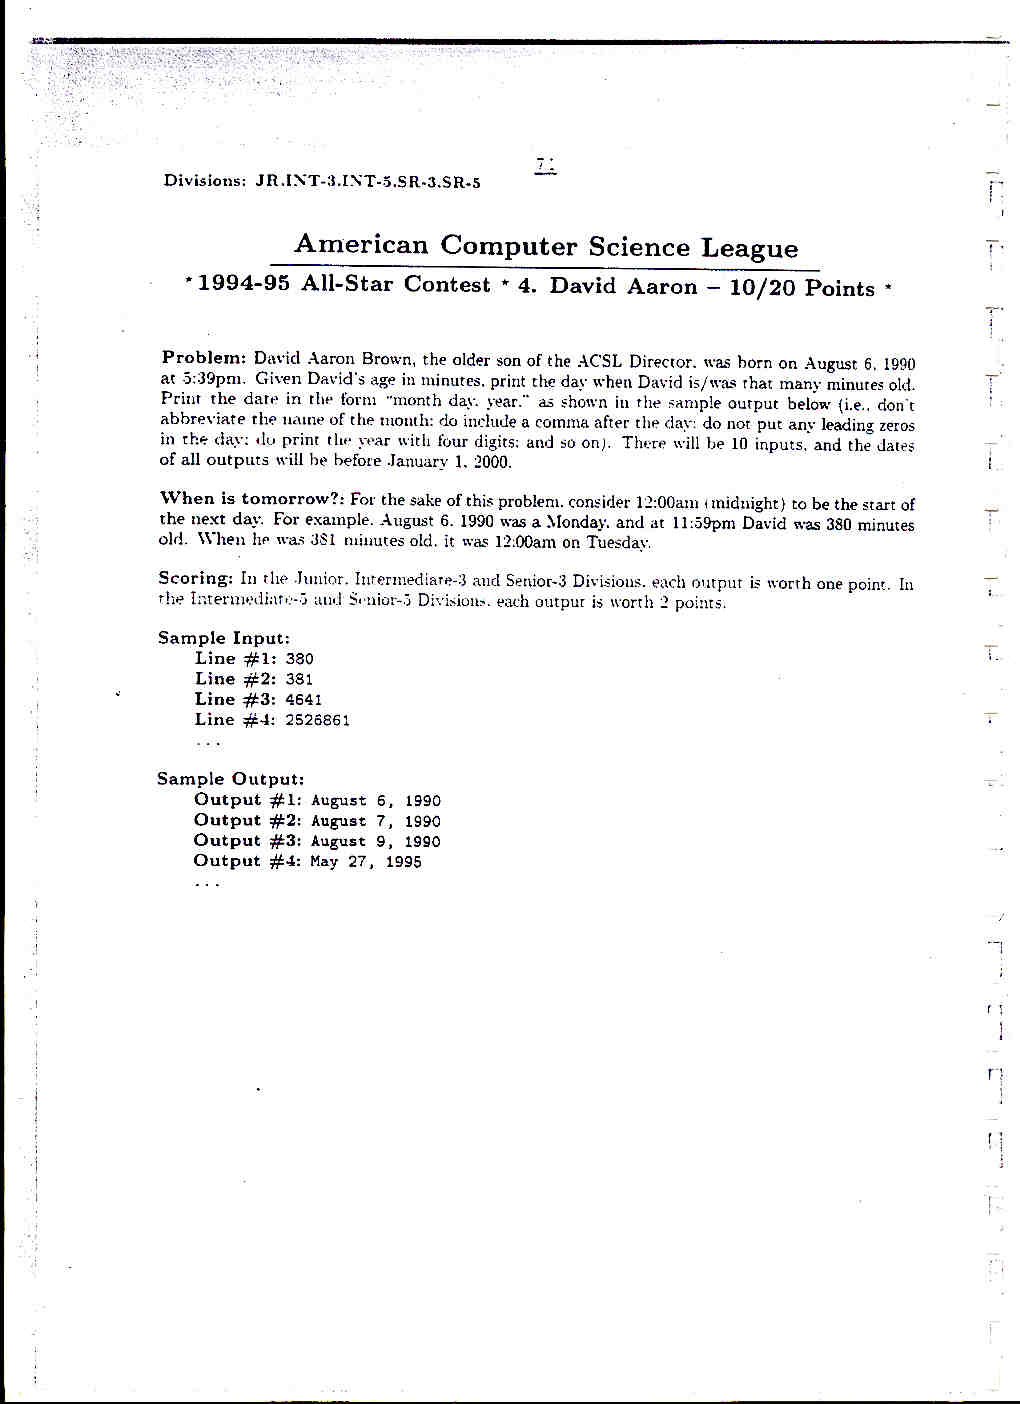 71
Divisions: JR,INT-3,INT-5,SR-3,SR-5
American Computer Science League
* 1994-95 All-Star Contest * 4. David Aaron – 10/20 Points *
Problem: David Aaron Brown, the older son of the ACSL Director, was born on August 6, 1990
at 5:39pm. Given David's age in minutes, print the day when David is/was that many minutes old.
Print the date in the form "month day, year." as shown in the sample output below (i.e., don't
abbreviate the name of the month; do include a comma after the day; do not put any leading zeros
in the day; do print the year with four digits; and so on). There will be 10 inputs, and the dates
of all outputs will be before January 1, 2000.
When is tomorrow?: For the sake of this problem, consider 12:00am (midnight) to be the start of
the next day. For example, August 6, 1990 was a Monday, and at 11:59pm David was 380 minutes
old. When he was 381 minutes old, it was 12:00am on Tuesday.
Scoring: In the Junior, Intermediate-3 and Senior-3 Divisions, each output is worth one point. In
the Intermediate-5 and Senior-5 Divisions, each output is worth 2 points.
Sample Input:
Line #1: 380
Line #2: 381
Line #3: 4641
Line #4: 2526861
...
Sample Output:
Output #1: August 6, 1990
Output #2: August 7, 1990
Output #3: August 9, 1990
Output #4: May 27, 1995
...